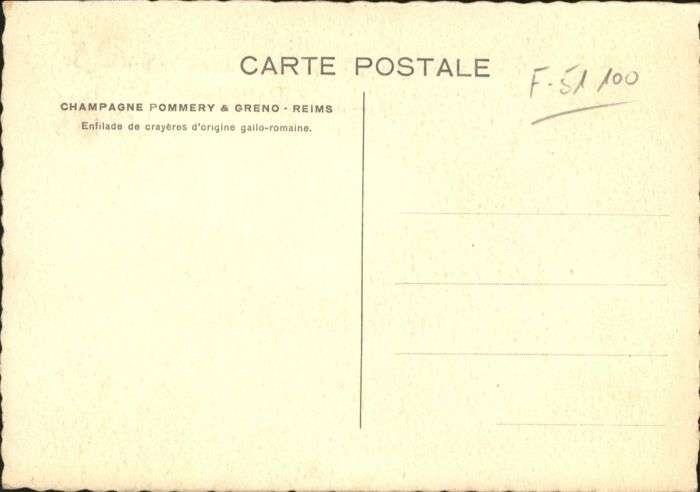 CARTE POSTALE
F-51 100
CHAMPAGNE POMMERY & GRENO - REIMS
Enfilade de crayères d'origine gallo-romaine.